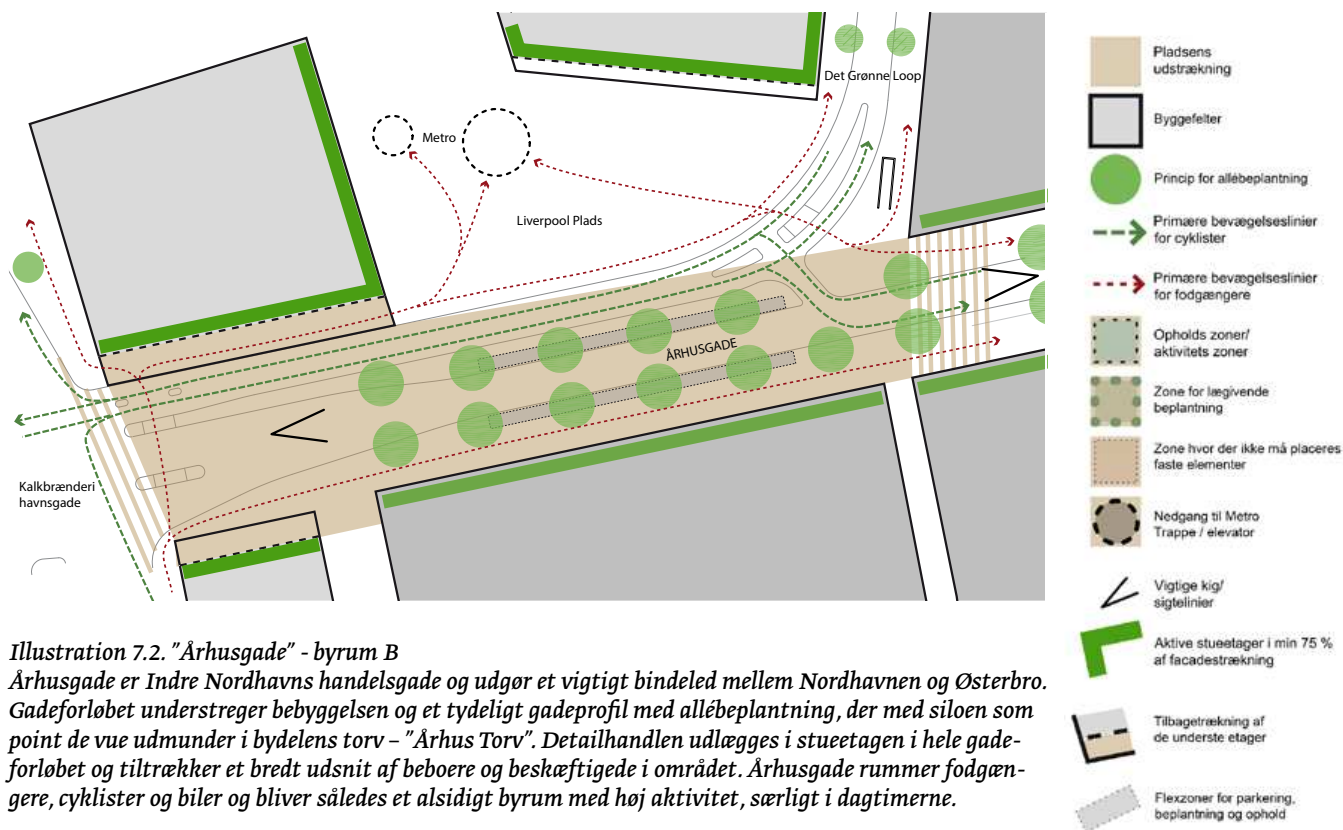 Det Grønne Loop
Metro
Liverpool Plads
ÅRHUSGADE
Kalkbrænderi
havnsgade
Pladsens
udstrækning
Byggefelter
Princip for allébeplantning
Primære bevægelseslinier
for cyklister
Primære bevægelseslinier
for fodgængere
Opholds zoner/
aktivitets zoner
Zone for lægivende
beplantning
Zone hvor der ikke må placeres
faste elementer
Nedgang til Metro
Trappe / elevator
Vigtige kig/
sigtelinier
Aktive stueetager i min 75 %
af facadestrækning
Tilbagetrækning af
de underste etager
Flexzoner for parkering,
beplantning og ophold
Illustration 7.2. ”Århusgade” - byrum B
Århusgade er Indre Nordhavns handelsgade og udgør et vigtigt bindeled mellem Nordhavnen og Østerbro.
Gadeforløbet understreger bebyggelsen og et tydeligt gadeprofil med allébeplantning, der med siloen som
point de vue udmunder i bydelens torv – ”Århus Torv”. Detailhandlen udlægges i stueetagen i hele gade-
forløbet og tiltrækker et bredt udsnit af beboere og beskæftigede i området. Århusgade rummer fodgæn-
gere, cyklister og biler og bliver således et alsidigt byrum med høj aktivitet, særligt i dagtimerne.